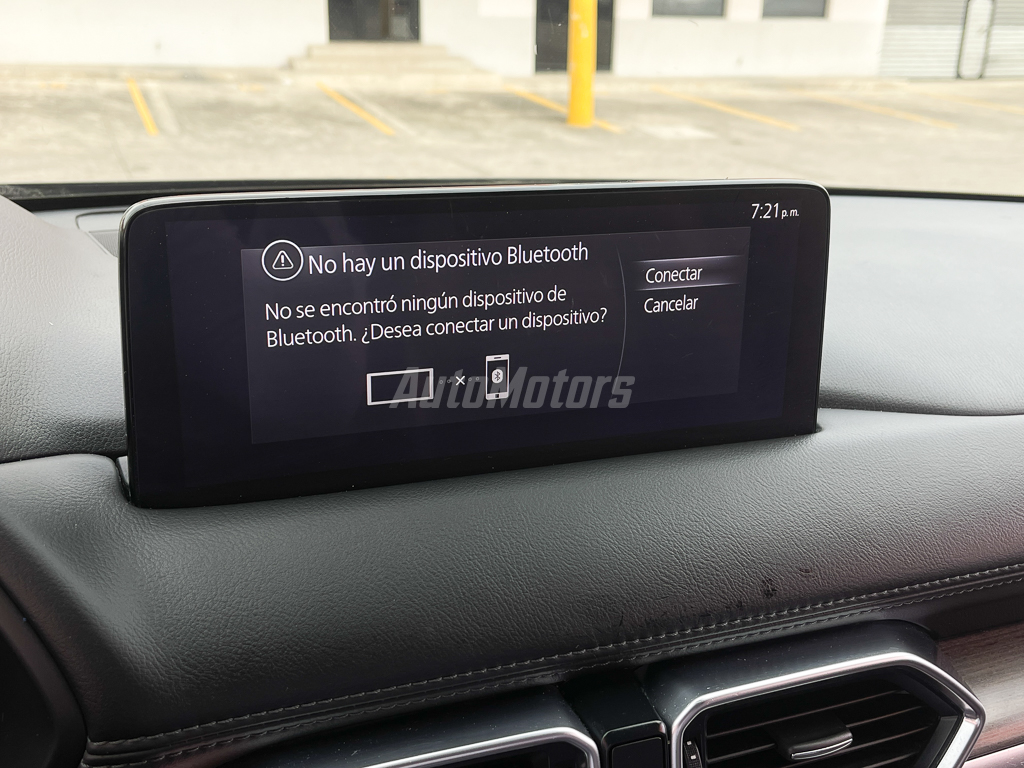 7:21 p.m.
No hay un dispositivo Bluetooth
No se encontró ningún dispositivo de
Bluetooth. ¿Desea conectar un dispositivo?
Conectar
Cancelar
AutoMotors